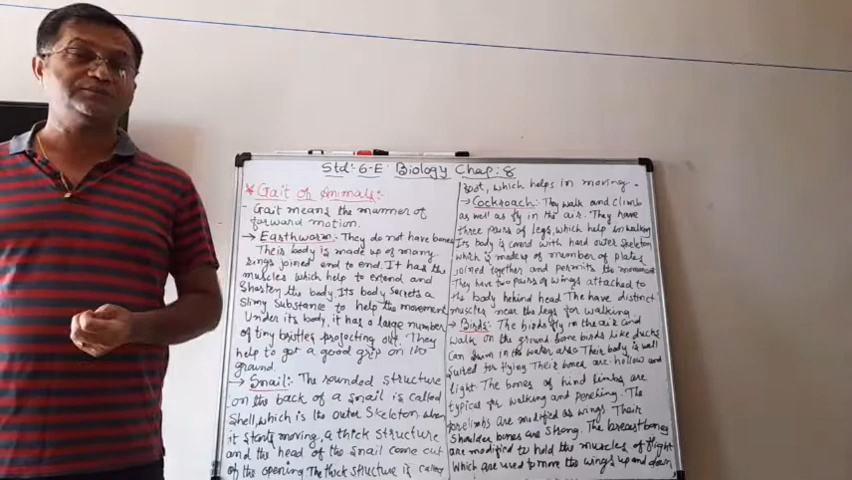 Std:-6-E Biology Chap:8
* Gait of Animals:-
- Gait means the manner of
forward motion.
→ Earthworm:- They do not have bones
Their body is made up of many
rings joined end to end. It has the
muscles which help to extend and
Shorten the body. Its body secrets a
slimy substance to help the movement
Under its body, it has a large number
of tiny bristles projecting out. They
help to get a good grip on the
ground.
→ Snail:- The rounded structure
on the back of a snail is called
Shell, which is the outer Skeleton when
it starts moving, a thick structure
and the head of the snail come out
of the opening. The thick structure is called
foot, which helps in moving.
→ Cockroach:- They walk and climb
as well as fly in the air. They have
three pairs of legs, which help in walking
Its body is covered with hard outer skeleton
which is made up of number of plates
joined together and permits the movement
They have two pairs of wings attached to
the body behind head The have distinct
muscles near the legs for walking
→ Birds:- The birds fly in the air and
walk on the ground Some birds like ducks
Can swim in the water also Their body is well
Suited for flying Their bones are hollow and
light The bones of hind limbs are
typical for walking and perching. The
forelimbs are modified as wings Their
Shoulder bones are strong. The breast bones
are modified to hold the muscles of flight
Which are used to move the wings up and down